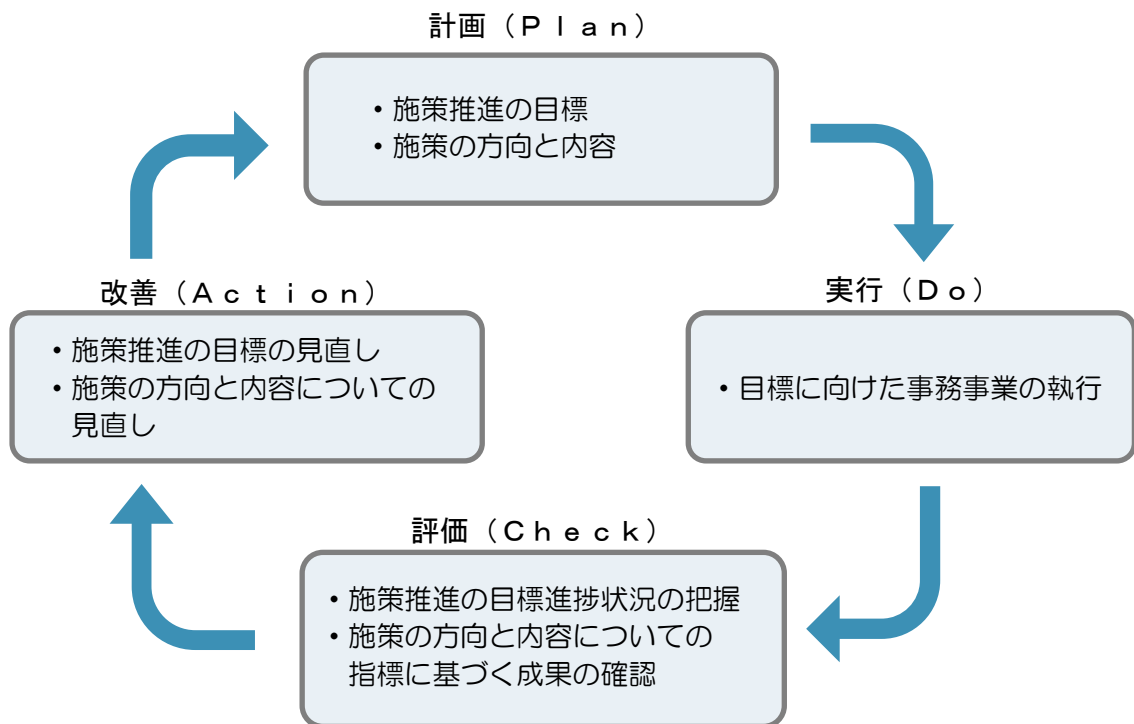 計画（Ｐｌａｎ）
・施策推進の目標
・施策の方向と内容
改善（Ａｃｔｉｏｎ）
・施策推進の目標の見直し
・施策の方向と内容についての
見直し
実行（Ｄｏ）
・目標に向けた事務事業の執行
評価（Ｃｈｅｃｋ）
・施策推進の目標進捗状況の把握
・施策の方向と内容についての
指標に基づく成果の確認